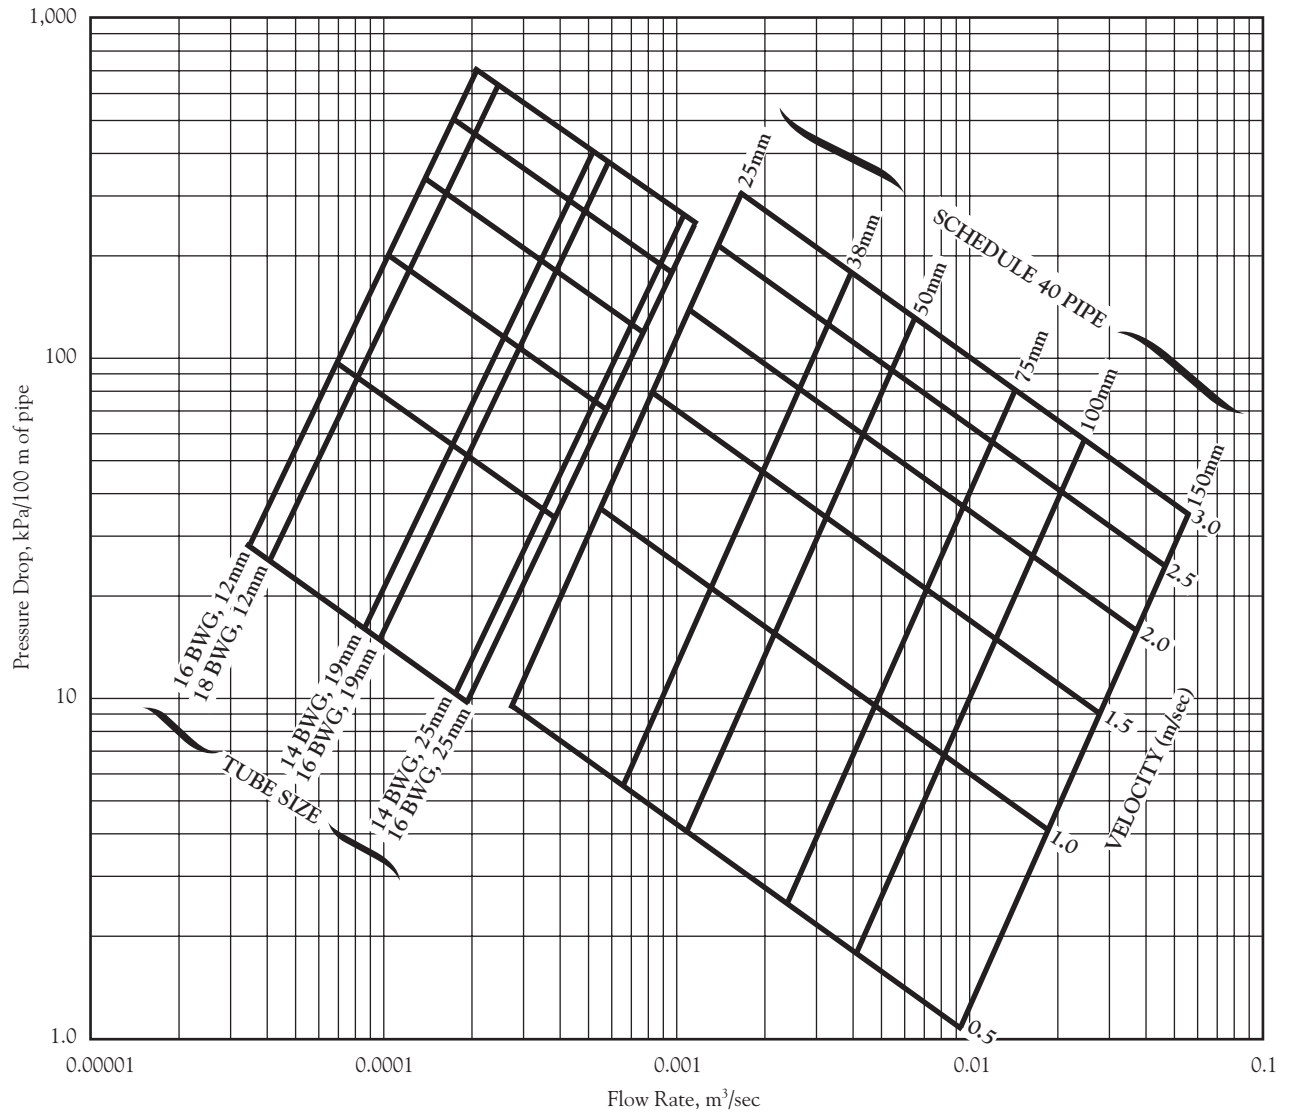 1,000
100
10
1.0
Pressure Drop, kPa/100 m of pipe
0.00001
0.0001
0.001
0.01
0.1
Flow Rate, m³/sec
25mm
38mm
50mm
75mm
100mm
150mm
SCHEDULE 40 PIPE
3.0
2.5
2.0
1.5
1.0
0.5
VELOCITY (m/sec)
16 BWG, 12mm
18 BWG, 12mm
14 BWG, 19mm
16 BWG, 19mm
14 BWG, 25mm
16 BWG, 25mm
TUBE SIZE